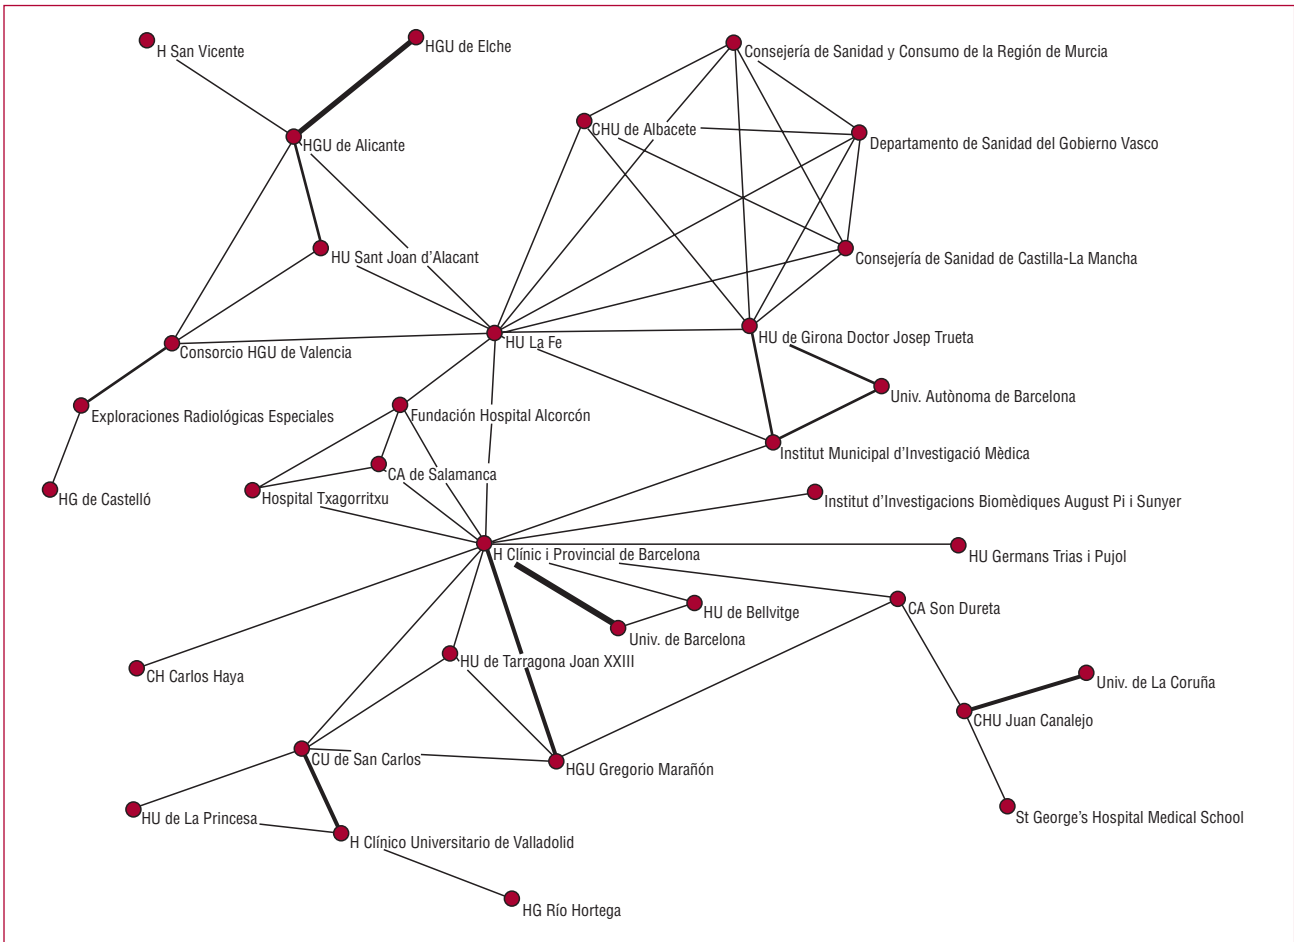 H San Vicente
HGU de Elche
Consejería de Sanidad y Consumo de la Región de Murcia
CHU de Albacete
HGU de Alicante
Departamento de Sanidad del Gobierno Vasco
HU Sant Joan d’Alacant
Consejería de Sanidad de Castilla-La Mancha
HU La Fe
HU de Girona Doctor Josep Trueta
Consorcio HGU de Valencia
Univ. Autònoma de Barcelona
Exploraciones Radiológicas Especiales
Fundación Hospital Alcorcón
Institut Municipal d’Investigació Mèdica
CA de Salamanca
HG de Castelló
Hospital Txagorritxu
Institut d’Investigacions Biomèdiques August Pi i Sunyer
H Clínic i Provincial de Barcelona
HU Germans Trias i Pujol
HU de Bellvitge
CA Son Dureta
Univ. de Barcelona
HU de Tarragona Joan XXIII
CH Carlos Haya
Univ. de La Coruña
CHU Juan Canalejo
CU de San Carlos
HGU Gregorio Marañón
HU de La Princesa
St George’s Hospital Medical School
H Clínico Universitario de Valladolid
HG Río Hortega